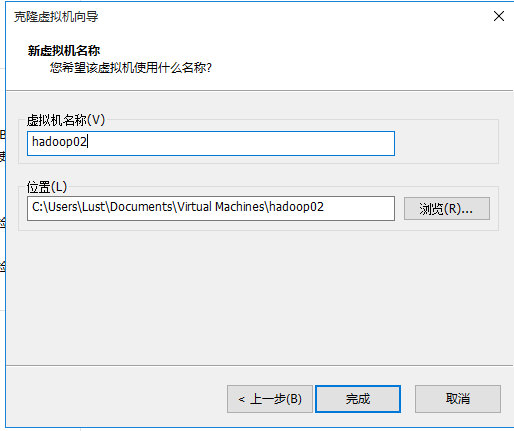 克隆虚拟机向导
新虚拟机名称
您希望该虚拟机使用什么名称?
虚拟机名称(V)
hadoop02
位置(L)
C:\Users\Lust\Documents\Virtual Machines\hadoop02
浏览(R)...
< 上一步(B)
完成
取消